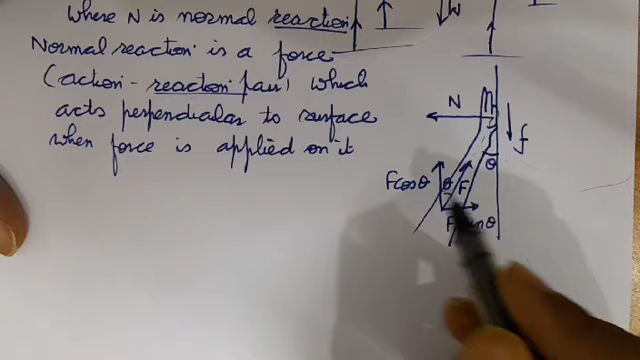 where N is normal reaction
Normal reaction is a force
(action-reaction pair) which
acts perpendicular to surface
when force is applied on it
W
N
f
θ
Fcosθ
θ
F
F sinθ